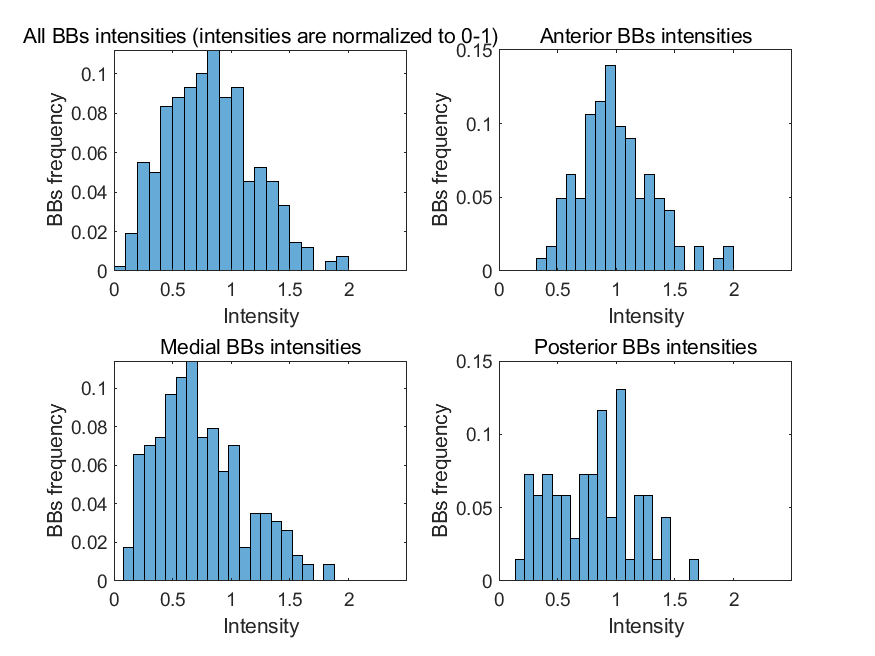 All BBs intensities (intensities are normalized to 0-1)
BBs frequency
0.1
0.08
0.06
0.04
0.02
0
0 0.5 1 1.5 2
Intensity
Anterior BBs intensities
BBs frequency
0.15
0.1
0.05
0
0 0.5 1 1.5 2
Intensity
Medial BBs intensities
BBs frequency
0.1
0.08
0.06
0.04
0.02
0
0 0.5 1 1.5 2
Intensity
Posterior BBs intensities
BBs frequency
0.15
0.1
0.05
0
0 0.5 1 1.5 2
Intensity